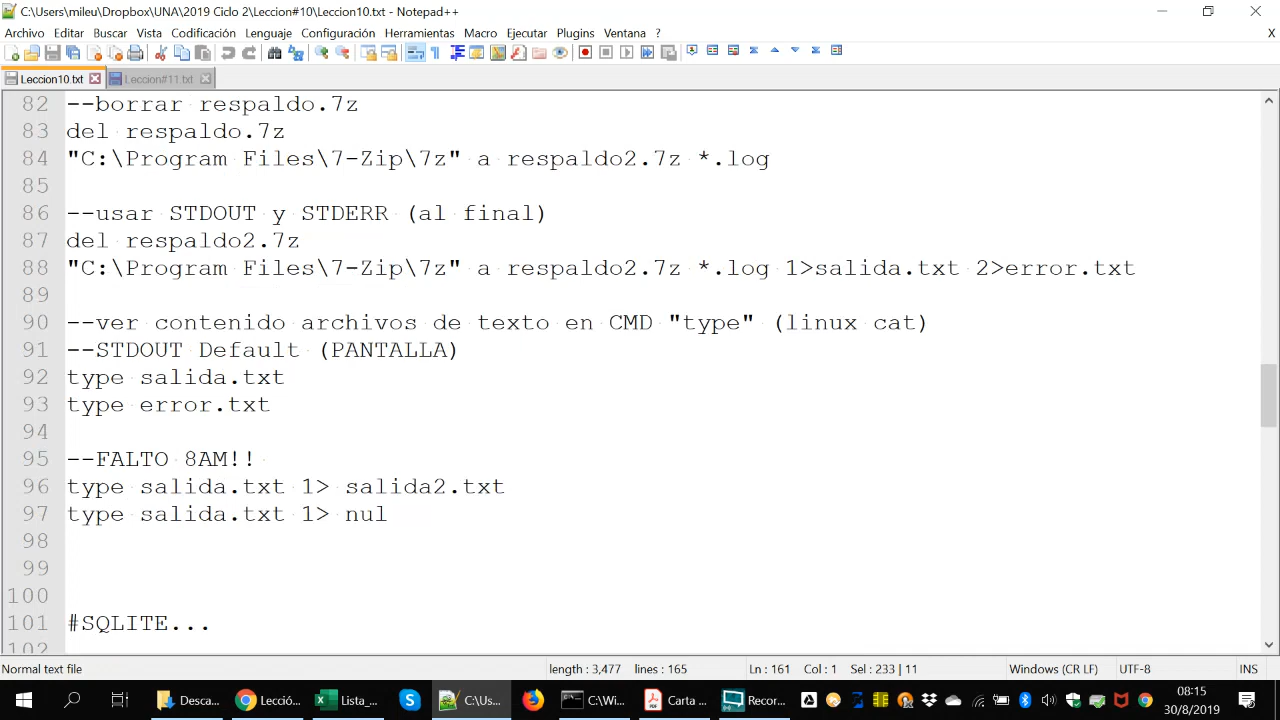 C:\Users\mileu\Dropbox\UNA\2019 Ciclo 2\Leccion#10\Leccion10.txt - Notepad++
Archivo Editar Buscar Vista Codificación Lenguaje Configuración Herramientas Macro Ejecutar Plugins Ventana ? X
Leccion10.txt Leccion#11.txt
82 --borrar respaldo.7z
83 del respaldo.7z
84 "C:\Program Files\7-Zip\7z" a respaldo2.7z *.log
85
86 --usar STDOUT y STDERR (al final)
87 del respaldo2.7z
88 "C:\Program Files\7-Zip\7z" a respaldo2.7z *.log 1>salida.txt 2>error.txt
89
90 --ver contenido archivos de texto en CMD "type" (linux cat)
91 --STDOUT Default (PANTALLA)
92 type salida.txt
93 type error.txt
94
95 --FALTO 8AM!!
96 type salida.txt 1> salida2.txt
97 type salida.txt 1> nul
98
99
100
101 #SQLITE...
102
Normal text file length : 3,477 lines : 165 Ln : 161 Col : 1 Sel : 233 | 11 Windows (CR LF) UTF-8 INS
Desca... Lecció... Lista_... C:\Us... C:\Wi... Carta ... Recor... 08:15
30/8/2019